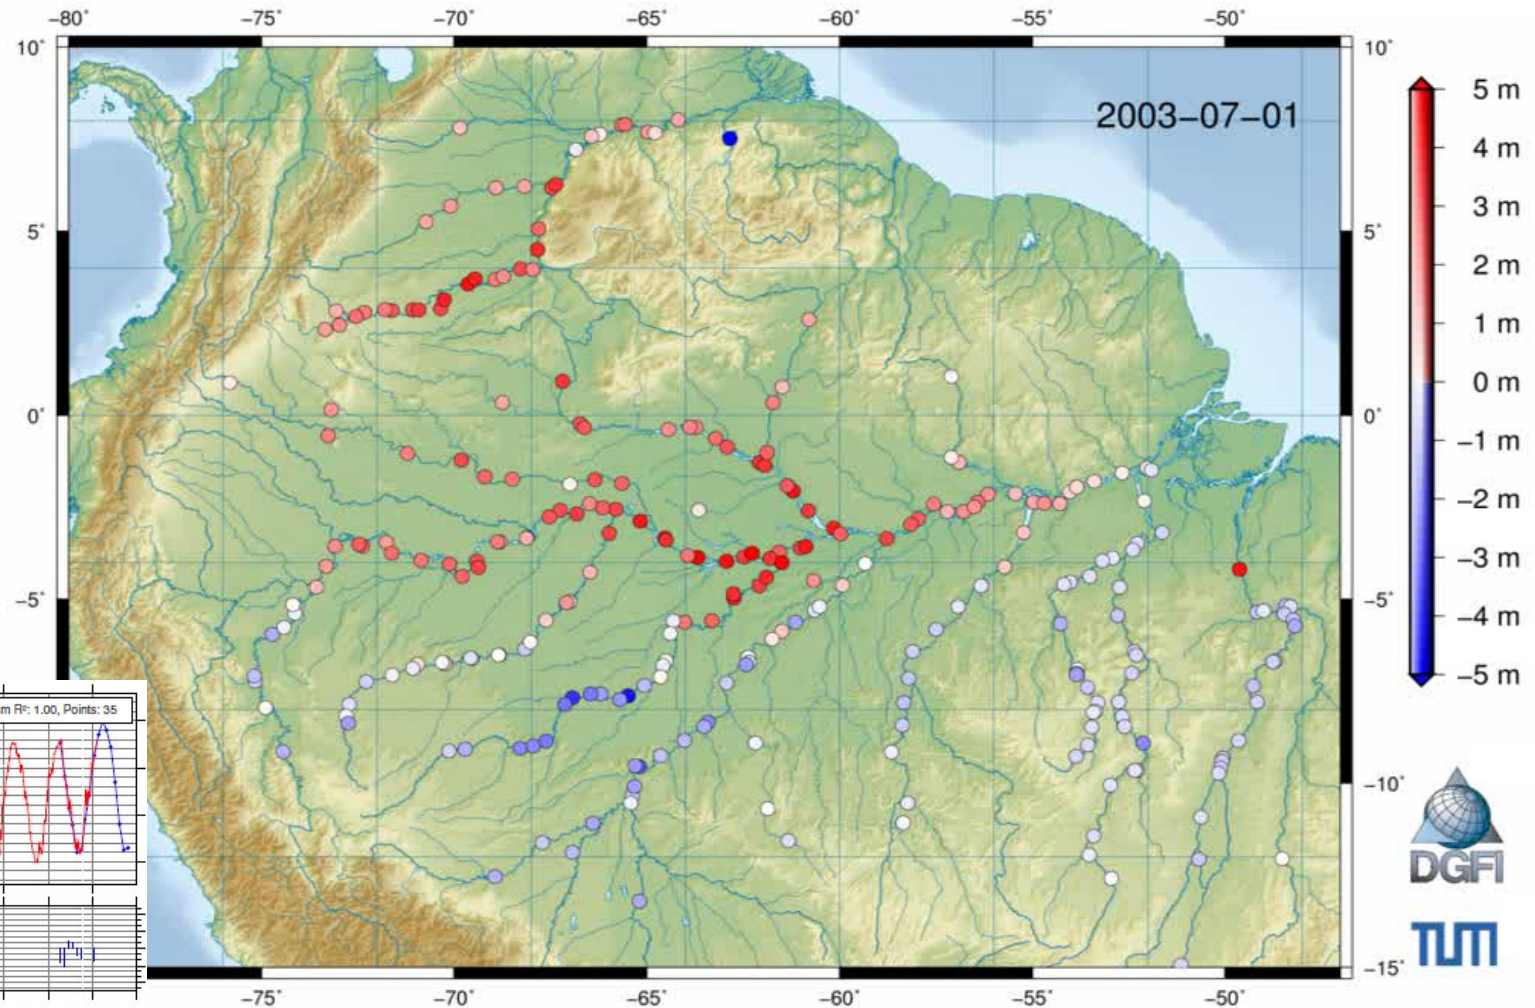 −80° −75° −70° −65° −60° −55° −50°
10° 10°
2003−07−01
5° 5°
0° 0°
−5° −5°
−10°
−15°
−75° −70° −65° −60° −55° −50°
5 m
4 m
3 m
2 m
1 m
0 m
−1 m
−2 m
−3 m
−4 m
−5 m
cm R²: 1.00, Points: 35
DGFI
TUM